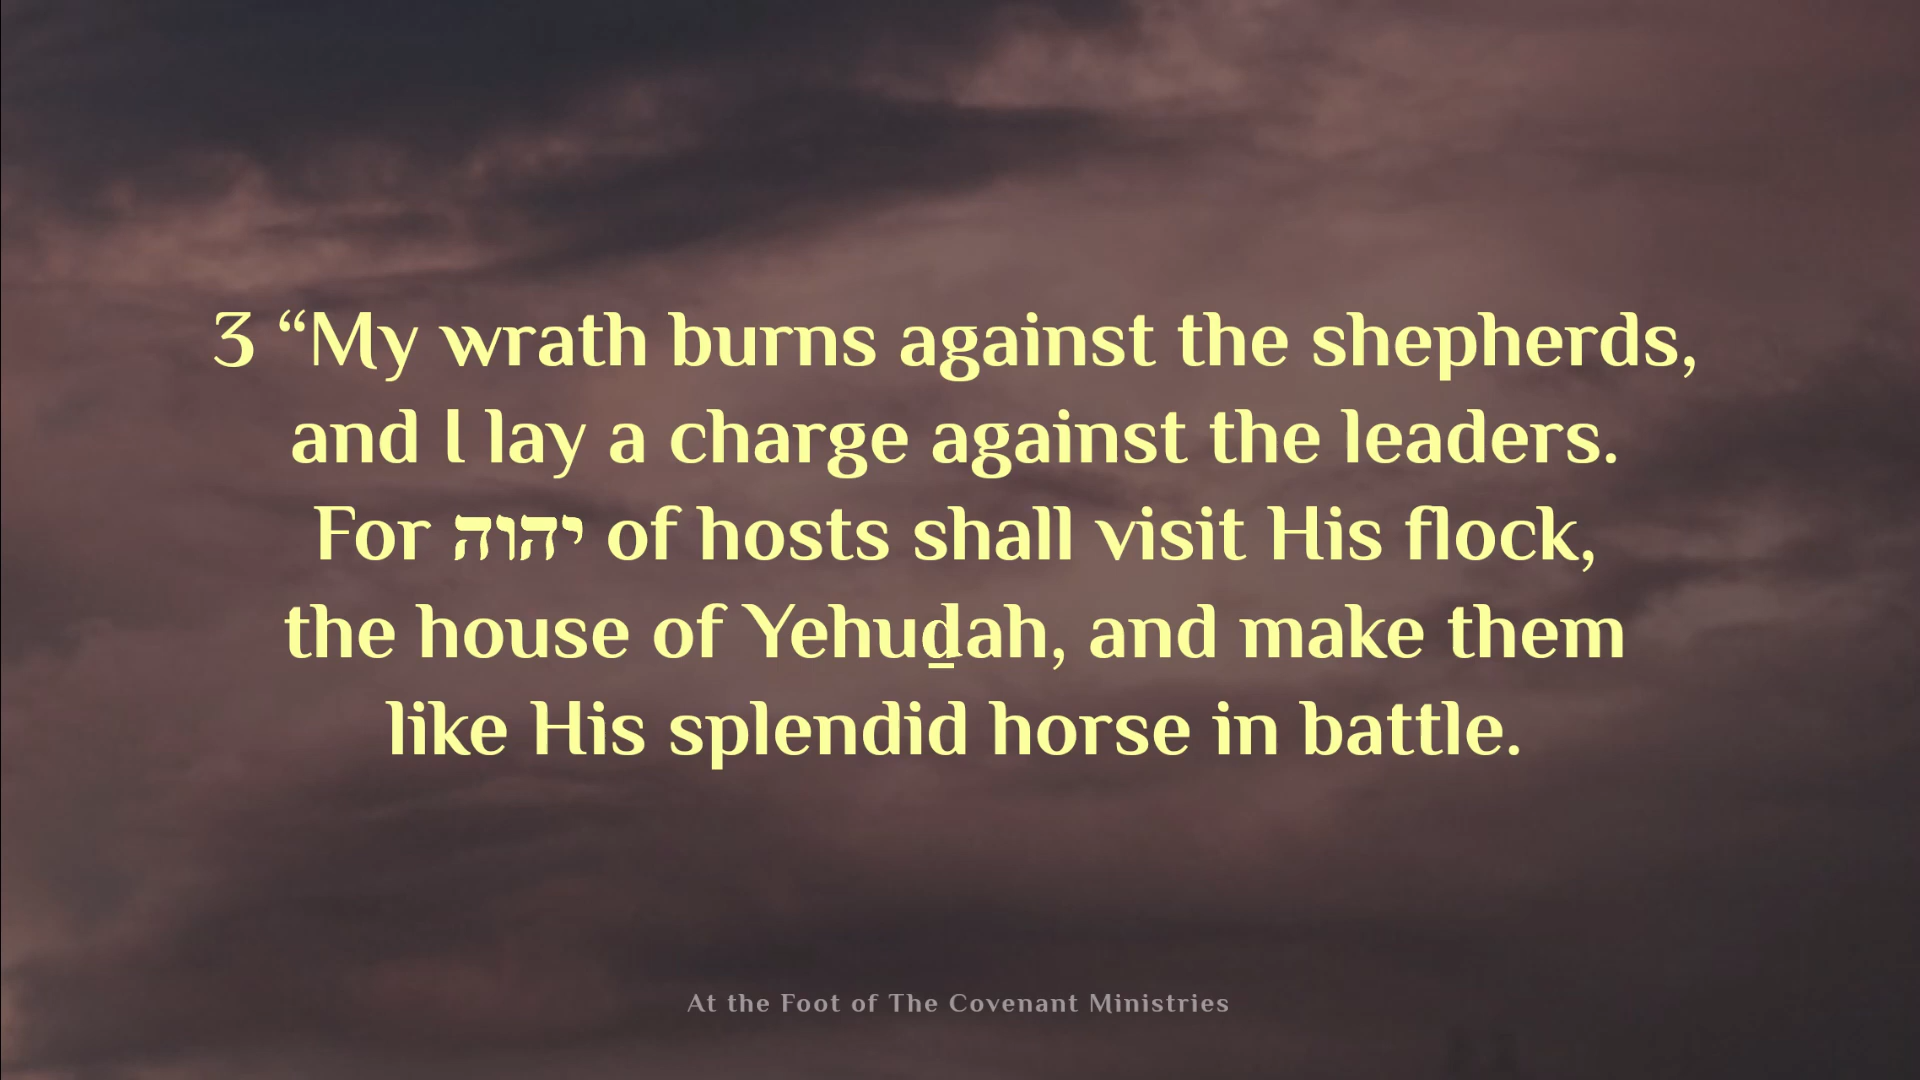 3 “My wrath burns against the shepherds,
and I lay a charge against the leaders.
For יהוה of hosts shall visit His flock,
the house of Yehuḏah, and make them
like His splendid horse in battle.
At the Foot of The Covenant Ministries